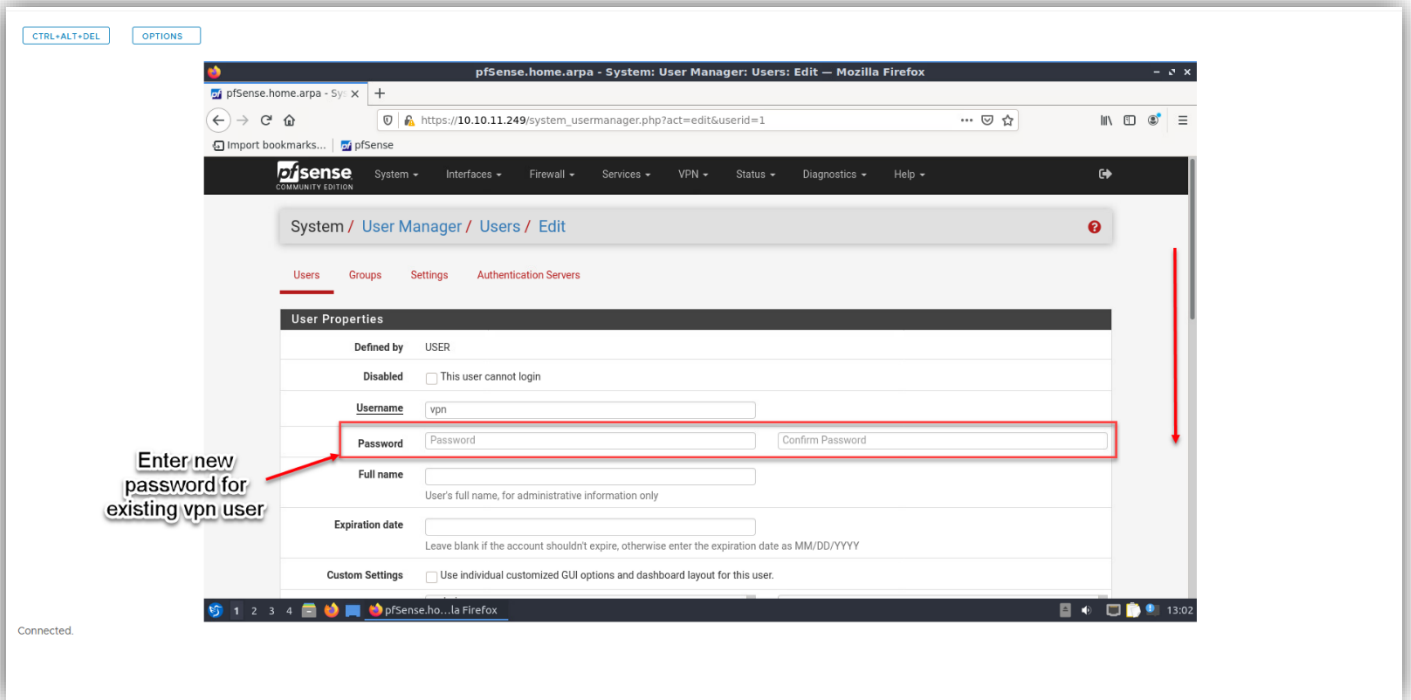 CTRL+ALT+DEL OPTIONS
pfSense.home.arpa - System: User Manager: Users: Edit — Mozilla Firefox
pfSense.home.arpa - Sys
https://10.10.11.249/system_usermanager.php?act=edit&userid=1
Import bookmarks... pfSense
pfsense System Interfaces Firewall Services VPN Status Diagnostics Help
COMMUNITY EDITION
System / User Manager / Users / Edit
Users Groups Settings Authentication Servers
User Properties
Defined by USER
Disabled This user cannot login
Username vpn
Password Password Confirm Password
Enter new
password for
existing vpn user
Full name
User's full name, for administrative information only
Expiration date
Leave blank if the account shouldn't expire, otherwise enter the expiration date as MM/DD/YYYY
Custom Settings Use individual customized GUI options and dashboard layout for this user.
1 2 3 4 pfSense.ho...la Firefox 13:02
Connected.